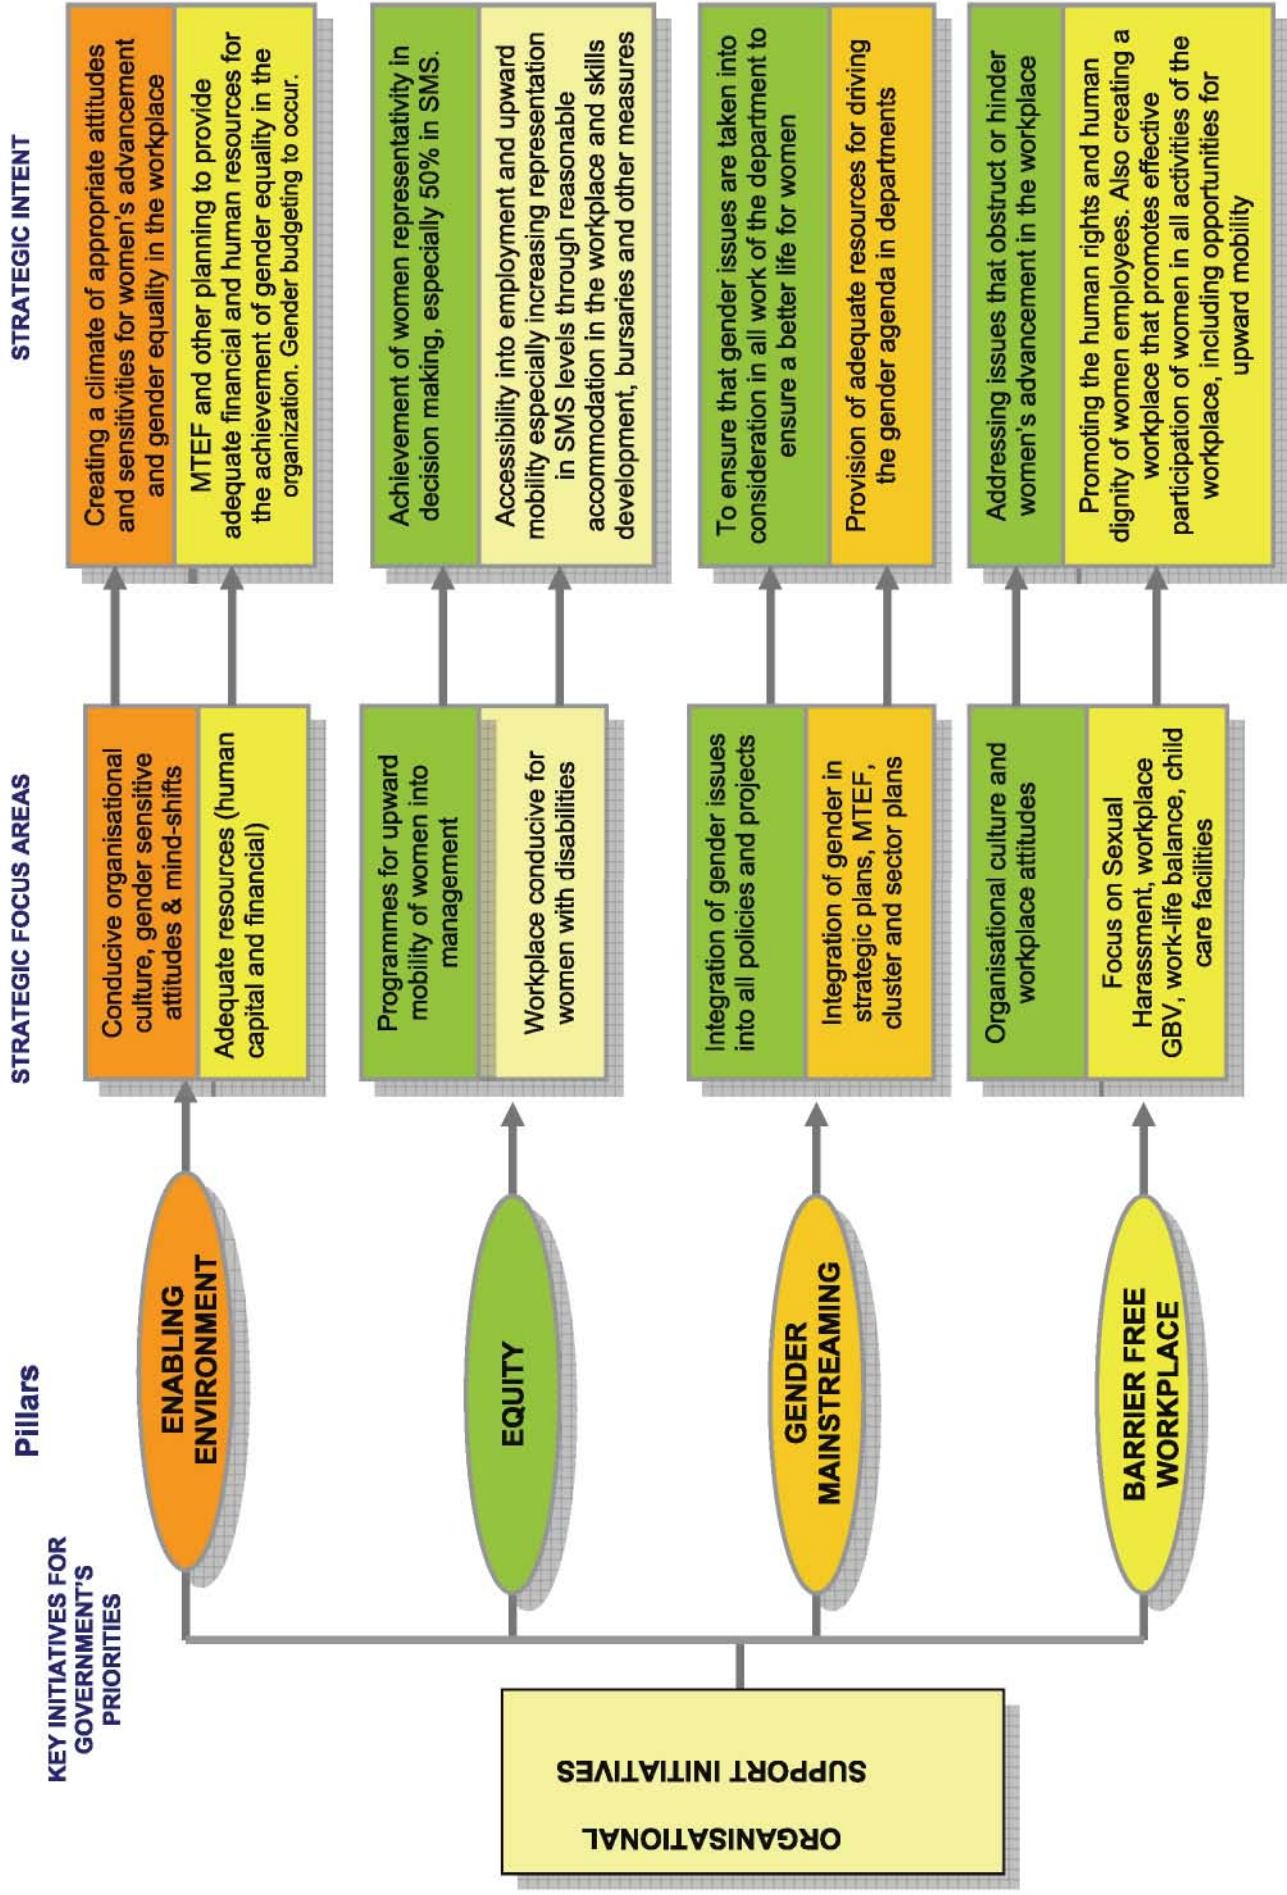 KEY INITIATIVES FOR
GOVERNMENT'S
PRIORITIES
Pillars
STRATEGIC FOCUS AREAS
STRATEGIC INTENT
ORGANISATIONAL
SUPPORT INITIATIVES
ENABLING
ENVIRONMENT
Conducive organisational
culture, gender sensitive
attitudes & mind-shifts
Adequate resources (human
capital and financial)
Creating a climate of appropriate attitudes
and sensitivities for women's advancement
and gender equality in the workplace
MTEF and other planning to provide
adequate financial and human resources for
the achievement of gender equality in the
organization. Gender budgeting to occur.
EQUITY
Programmes for upward
mobility of women into
management
Workplace conducive for
women with disabilities
Achievement of women representativity in
decision making, especially 50% in SMS.
Accessibility into employment and upward
mobility especially increasing representation
in SMS levels through reasonable
accommodation in the workplace and skills
development, bursaries and other measures
GENDER
MAINSTREAMING
Integration of gender issues
into all policies and projects
Integration of gender in
strategic plans, MTEF,
cluster and sector plans
To ensure that gender issues are taken into
consideration in all work of the department to
ensure a better life for women
Provision of adequate resources for driving
the gender agenda in departments
BARRIER FREE
WORKPLACE
Organisational culture and
workplace attitudes
Focus on Sexual
Harassment, workplace
GBV, work-life balance, child
care facilities
Addressing issues that obstruct or hinder
women's advancement in the workplace
Promoting the human rights and human
dignity of women employees. Also creating a
workplace that promotes effective
participation of women in all activities of the
workplace, including opportunities for
upward mobility